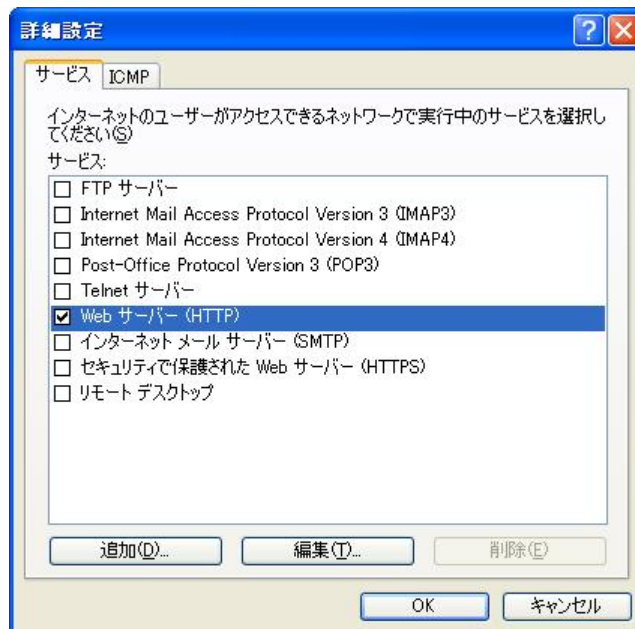 詳細設定
サービス ICMP
インターネットのユーザーがアクセスできるネットワークで実行中のサービスを選択し
てください(S)
サービス:
FTP サーバー
Internet Mail Access Protocol Version 3 (IMAP3)
Internet Mail Access Protocol Version 4 (IMAP4)
Post-Office Protocol Version 3 (POP3)
Telnet サーバー
Web サーバー (HTTP)
インターネット メール サーバー (SMTP)
セキュリティで保護された Web サーバー (HTTPS)
リモート デスクトップ
追加(D)... 編集(T)... 削除(E)
OK キャンセル